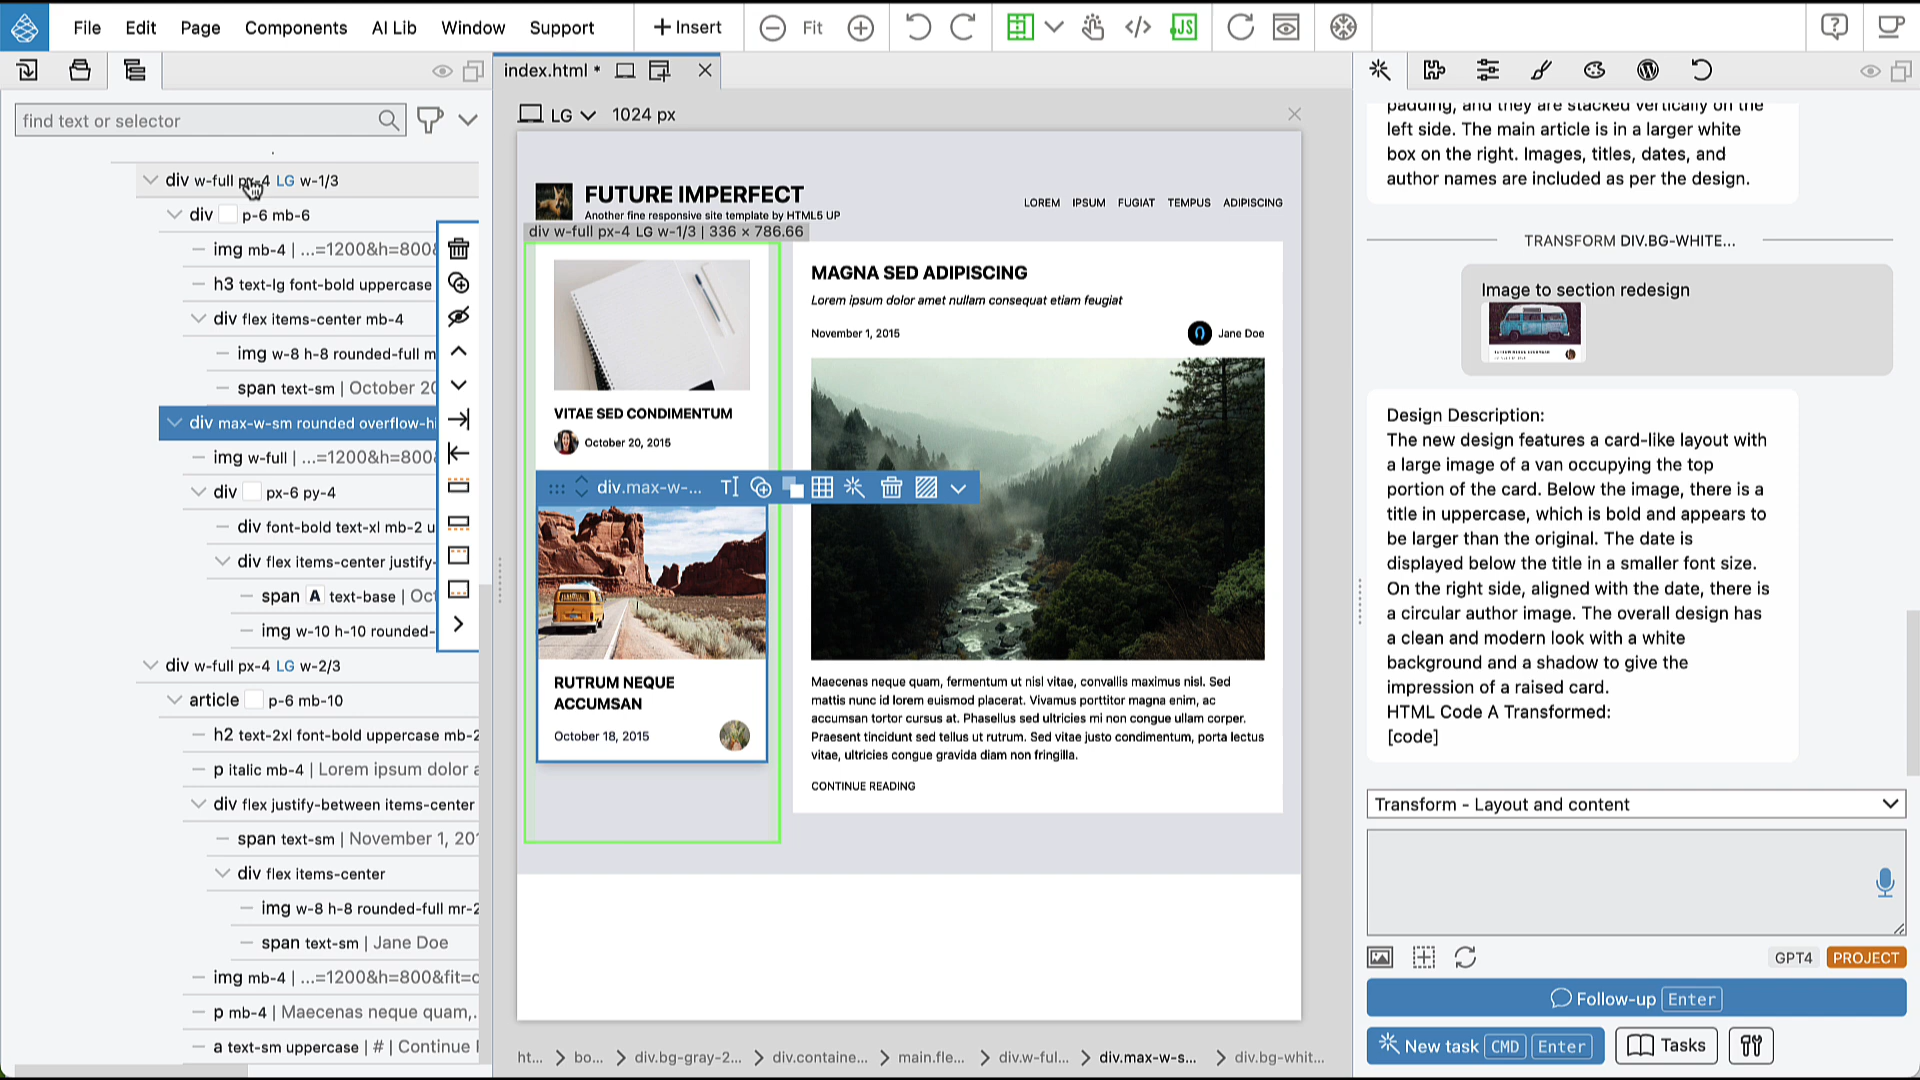 File Edit Page Components AI Lib Window Support
+ Insert
Fit
JS
find text or selector
div w-full px-4 LG w-1/3
div p-6 mb-6
img mb-4 | ...=1200&h=800&
h3 text-lg font-bold uppercase
div flex items-center mb-4
img w-8 h-8 rounded-full m
span text-sm | October 20
div max-w-sm rounded overflow-hi
img w-full | ...=1200&h=800&
div px-6 py-4
div font-bold text-xl mb-2 u
div flex items-center justify-
span A text-base | Oct
img w-10 h-10 rounded-
div w-full px-4 LG w-2/3
article p-6 mb-10
h2 text-2xl font-bold uppercase mb-2
p italic mb-4 | Lorem ipsum dolor a
div flex justify-between items-center
span text-sm | November 1, 201
div flex items-center
img w-8 h-8 rounded-full mr-2
span text-sm | Jane Doe
img mb-4 | ...=1200&h=800&fit=c
p mb-4 | Maecenas neque quam,.
a text-sm uppercase | # | Continue R
index.html *
LG 1024 px
FUTURE IMPERFECT
Another fine responsive site template by HTML5 UP
LOREM IPSUM FUGIAT TEMPUS ADIPISCING
div w-full px-4 LG w-1/3 | 336 × 786.66
VITAE SED CONDIMENTUM
October 20, 2015
div.max-w-...
RUTRUM NEQUE
ACCUMSAN
October 18, 2015
MAGNA SED ADIPISCING
Lorem ipsum dolor amet nullam consequat etiam feugiat
November 1, 2015
Jane Doe
Maecenas neque quam, fermentum ut nisl vitae, convallis maximus nisl. Sed
mattis nunc id lorem euismod placerat. Vivamus porttitor magna enim, ac
accumsan tortor cursus at. Phasellus sed ultricies mi non congue ullam corper.
Praesent tincidunt sed tellus ut rutrum. Sed vitae justo condimentum, porta lectus
vitae, ultricies congue gravida diam non fringilla.
CONTINUE READING
ht... bo... div.bg-gray-2... div.containe... main.fle... div.w-ful... div.max-w-s... div.bg-whit...
padding, and they are stacked vertically on the
left side. The main article is in a larger white
box on the right. Images, titles, dates, and
author names are included as per the design.
TRANSFORM DIV.BG-WHITE...
Image to section redesign
Design Description:
The new design features a card-like layout with
a large image of a van occupying the top
portion of the card. Below the image, there is a
title in uppercase, which is bold and appears to
be larger than the original. The date is
displayed below the title in a smaller font size.
On the right side, aligned with the date, there is
a circular author image. The overall design has
a clean and modern look with a white
background and a shadow to give the
impression of a raised card.
HTML Code A Transformed:
[code]
Transform - Layout and content
GPT4 PROJECT
Follow-up Enter
New task CMD Enter
Tasks